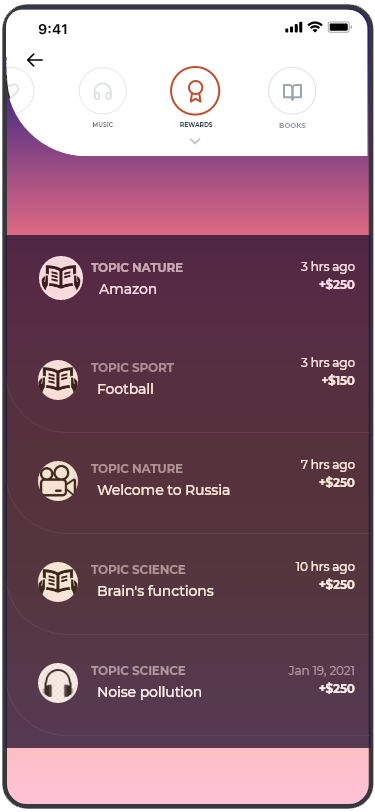 9:41
MUSIC
REWARDS
BOOKS
TOPIC NATURE
3 hrs ago
Amazon
+$250
TOPIC SPORT
3 hrs ago
Football
+$150
TOPIC NATURE
7 hrs ago
Welcome to Russia
+$250
TOPIC SCIENCE
10 hrs ago
Brain's functions
+$250
TOPIC SCIENCE
Jan 19, 2021
Noise pollution
+$250